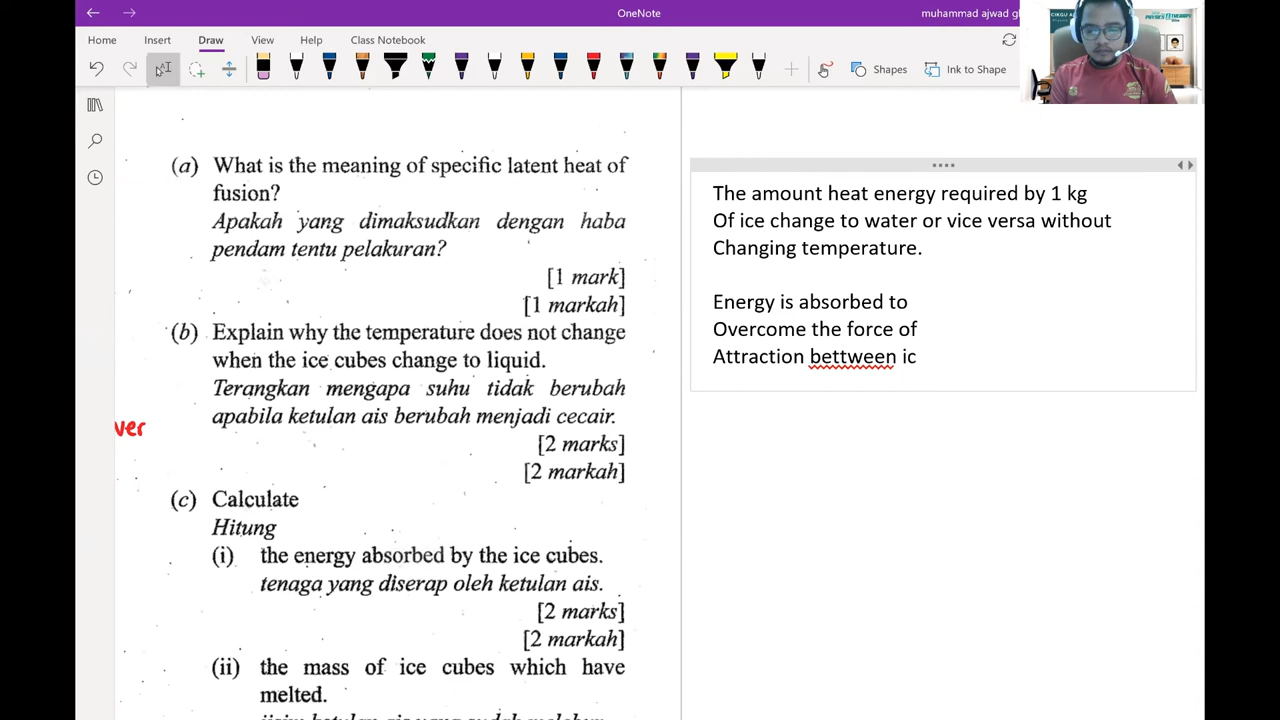 OneNote
muhammad ajwad
Home Insert Draw View Help Class Notebook
Shapes
Ink to Shape
(a) What is the meaning of specific latent heat of
fusion?
Apakah yang dimaksudkan dengan haba
pendam tentu pelakuran?
[1 mark]
[1 markah]
(b) Explain why the temperature does not change
when the ice cubes change to liquid.
Terangkan mengapa suhu tidak berubah
apabila ketulan ais berubah menjadi cecair.
[2 marks]
[2 markah]
(c) Calculate
Hitung
(i) the energy absorbed by the ice cubes.
tenaga yang diserap oleh ketulan ais.
[2 marks]
[2 markah]
(ii) the mass of ice cubes which have
melted.
ver
The amount heat energy required by 1 kg
Of ice change to water or vice versa without
Changing temperature.
Energy is absorbed to
Overcome the force of
Attraction bettween ic